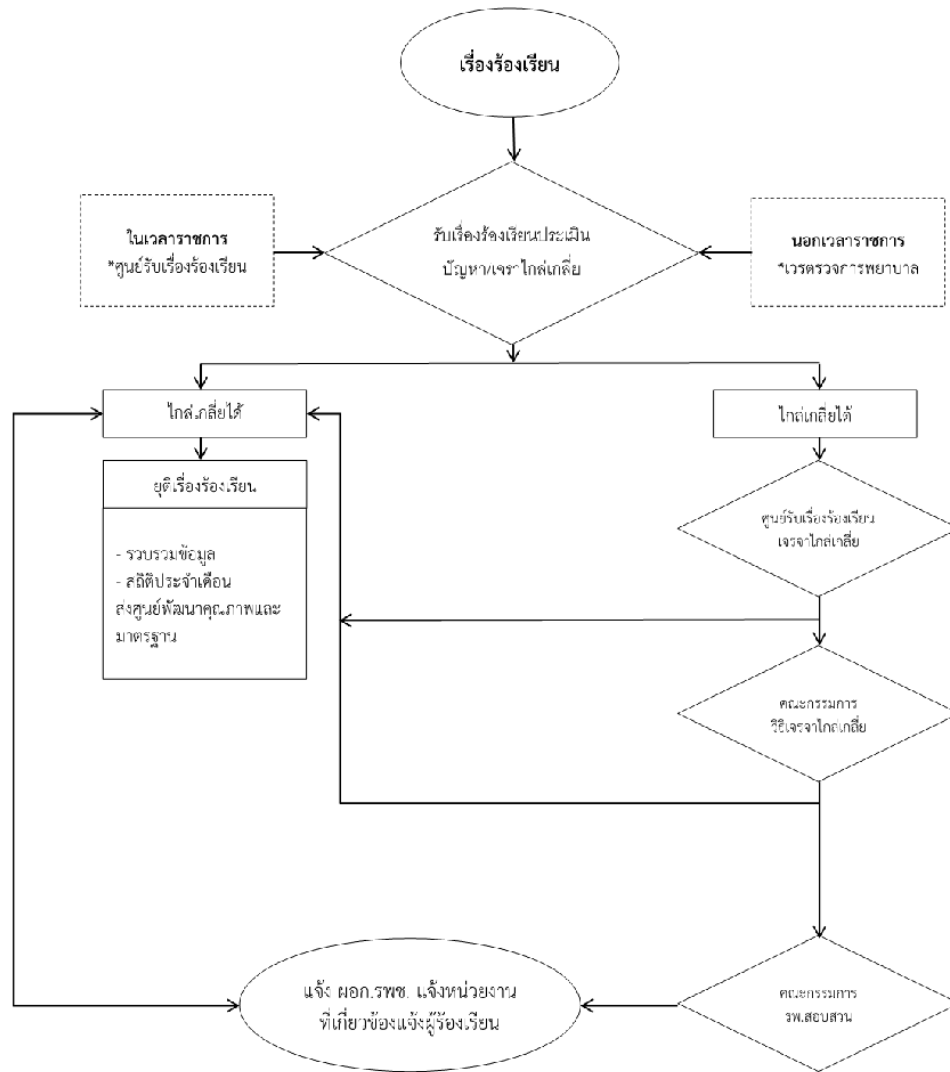 เรื่องร้องเรียน
ในเวลาราชการ
*ศูนย์รับเรื่องร้องเรียน
รับเรื่องร้องเรียนประเมิน
ปัญหา/เจราไกล่เกลี่ย
นอกเวลาราชการ
*เวรตรวจการพยาบาล
ไกล่เกลี่ยได้
ไกล่เกลี่ยได้
ยุติเรื่องร้องเรียน
- รวบรวมข้อมูล
- สถิติประจำเดือน
ส่งศูนย์พัฒนาคุณภาพและ
มาตรฐาน
ศูนย์รับเรื่องร้องเรียน
เจรจาไกล่เกลี่ย
คณะกรรมการ
วิธีเจรจาไกล่เกลี่ย
แจ้ง ผอก.รพช. แจ้งหน่วยงาน
ที่เกี่ยวข้องแจ้งผู้ร้องเรียน
คณะกรรมการ
รพ.สอบสวน